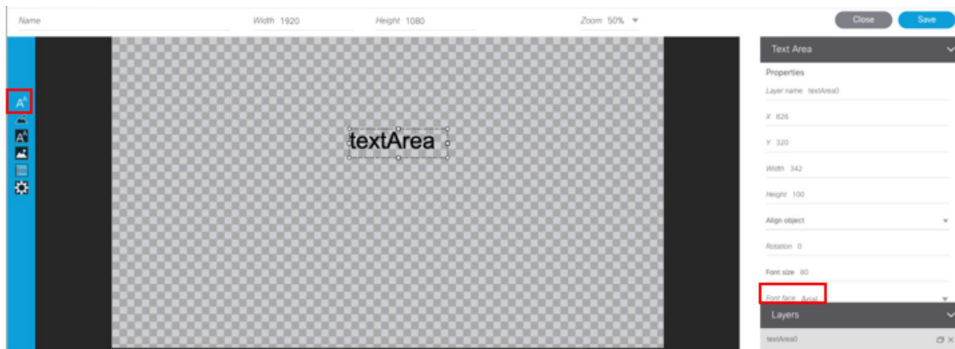 Name Width 1920 Height 1080 Zoom 50% Close Save
textArea
Text Area
Properties
Layer name textArea0
X 826
Y 320
Width 342
Height 100
Align object
Rotation 0
Font size 80
Font face Arial
Layers
textArea0